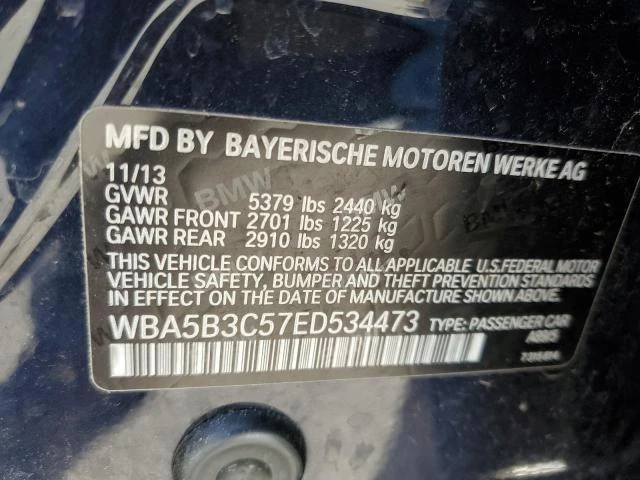 MFD BY BAYERISCHE MOTOREN WERKE AG
11/13
GVWR 5379 lbs 2440 kg
GAWR FRONT 2701 lbs 1225 kg
GAWR REAR 2910 lbs 1320 kg
THIS VEHICLE CONFORMS TO ALL APPLICABLE U.S.FEDERAL MOTOR
VEHICLE SAFETY, BUMPER AND THEFT PREVENTION STANDARDS
IN EFFECT ON THE DATE OF MANUFACTURE SHOWN ABOVE.
WBA5B3C57ED534473 TYPE: PASSENGER CAR